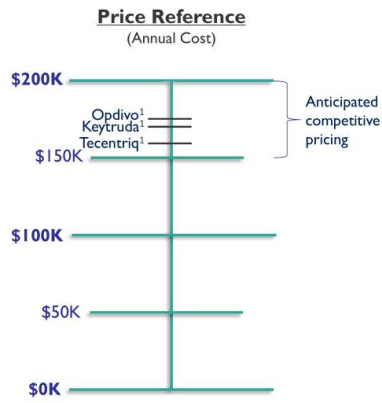 Price Reference
(Annual Cost)
$200K
Opdivo¹
Keytruda¹
Tecentriq¹
Anticipated
competitive
pricing
$150K
$100K
$50K
$0K